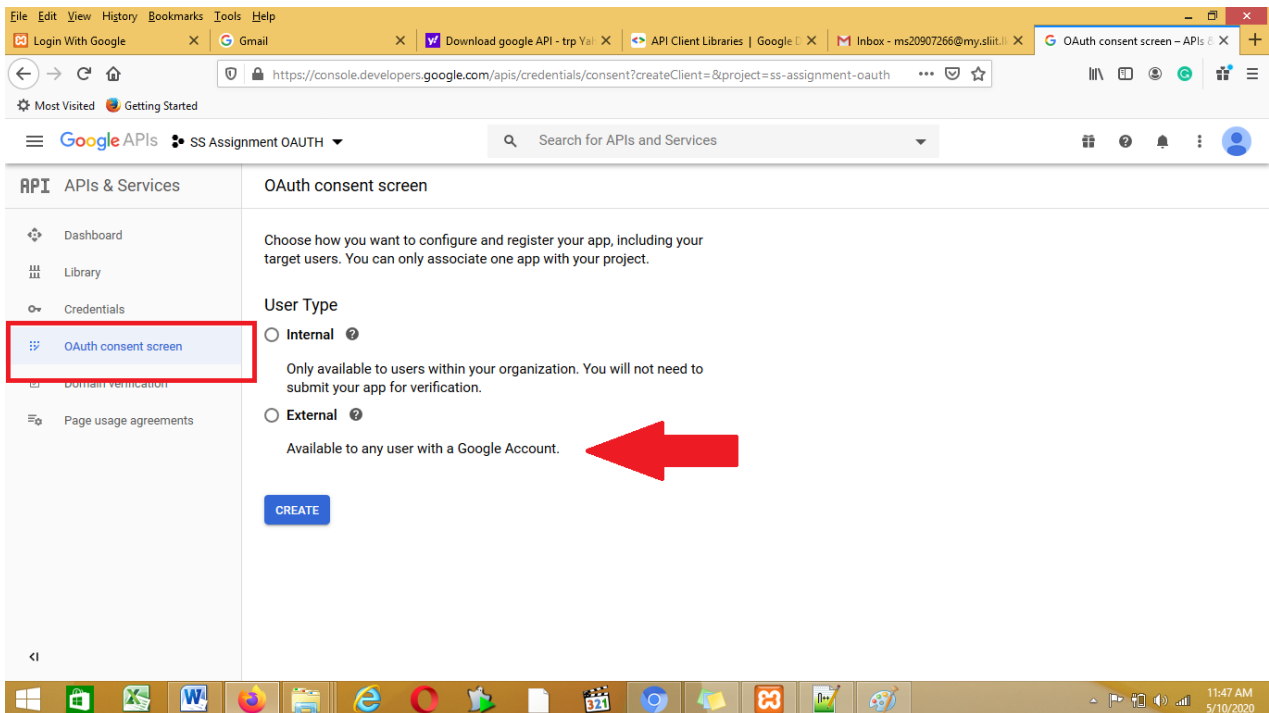 File Edit View History Bookmarks Tools Help
Login With Google
Gmail
Download google API - trp Yah
API Client Libraries | Google D
Inbox - ms20907266@my.sliit.l
OAuth consent screen – APIs &
https://console.developers.google.com/apis/credentials/consent?createClient=&project=ss-assignment-oauth
Most Visited Getting Started
Google APIs SS Assignment OAUTH
Search for APIs and Services
API APIs & Services
OAuth consent screen
Dashboard
Library
Credentials
OAuth consent screen
Domain verification
Page usage agreements
Choose how you want to configure and register your app, including your
target users. You can only associate one app with your project.
User Type
Internal
Only available to users within your organization. You will not need to
submit your app for verification.
External
Available to any user with a Google Account.
CREATE
321
11:47 AM
5/10/2020